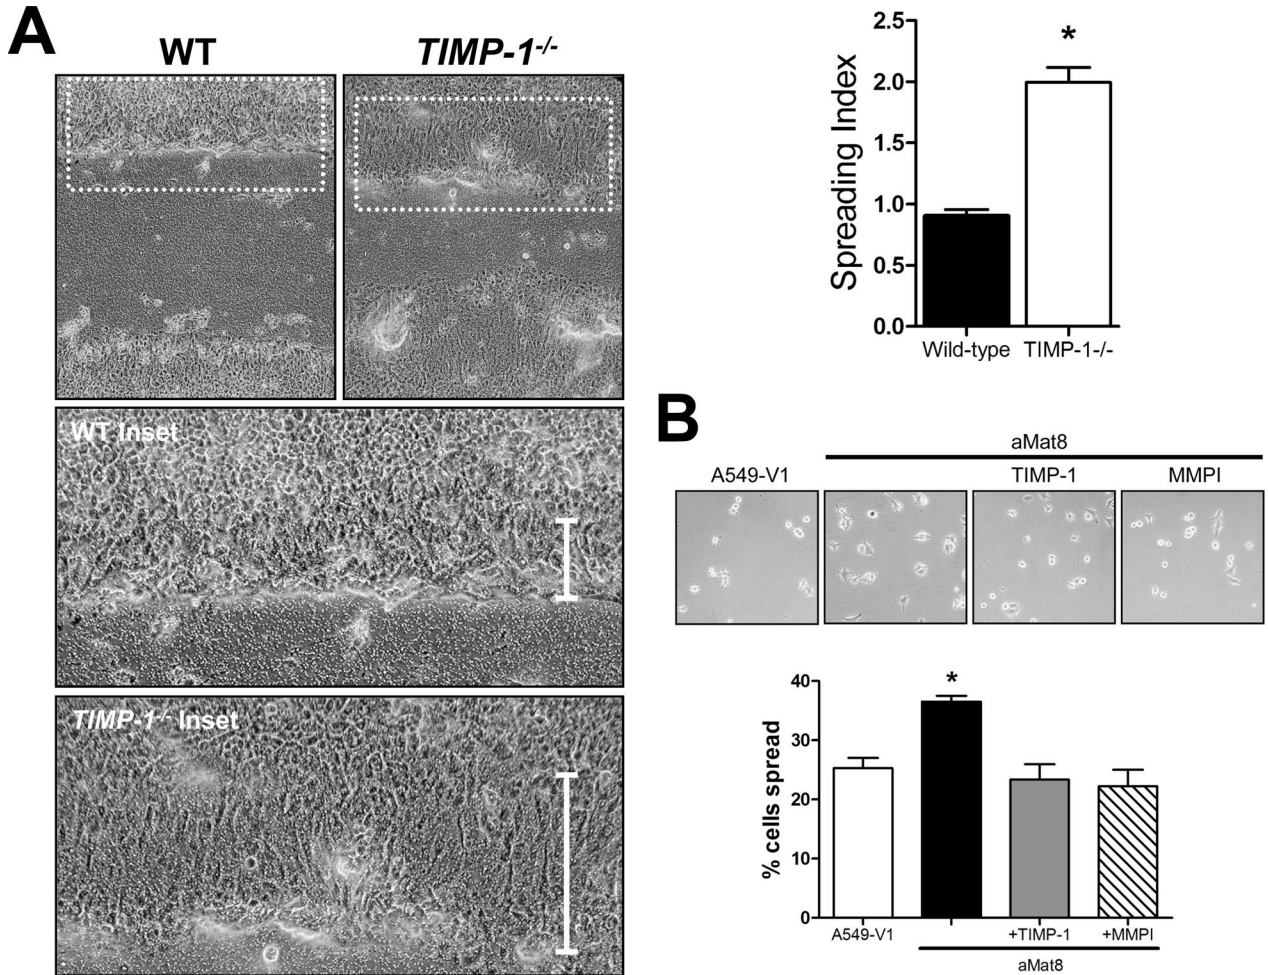 A
WT
TIMP-1-/-
WT Inset
TIMP-1-/- Inset
2.5
2.0
1.5
1.0
0.5
0.0
Spreading Index
*
Wild-type
TIMP-1-/-
B
aMat8
A549-V1
TIMP-1
MMPI
40
30
20
10
0
% cells spread
*
A549-V1
+TIMP-1
+MMPI
aMat8